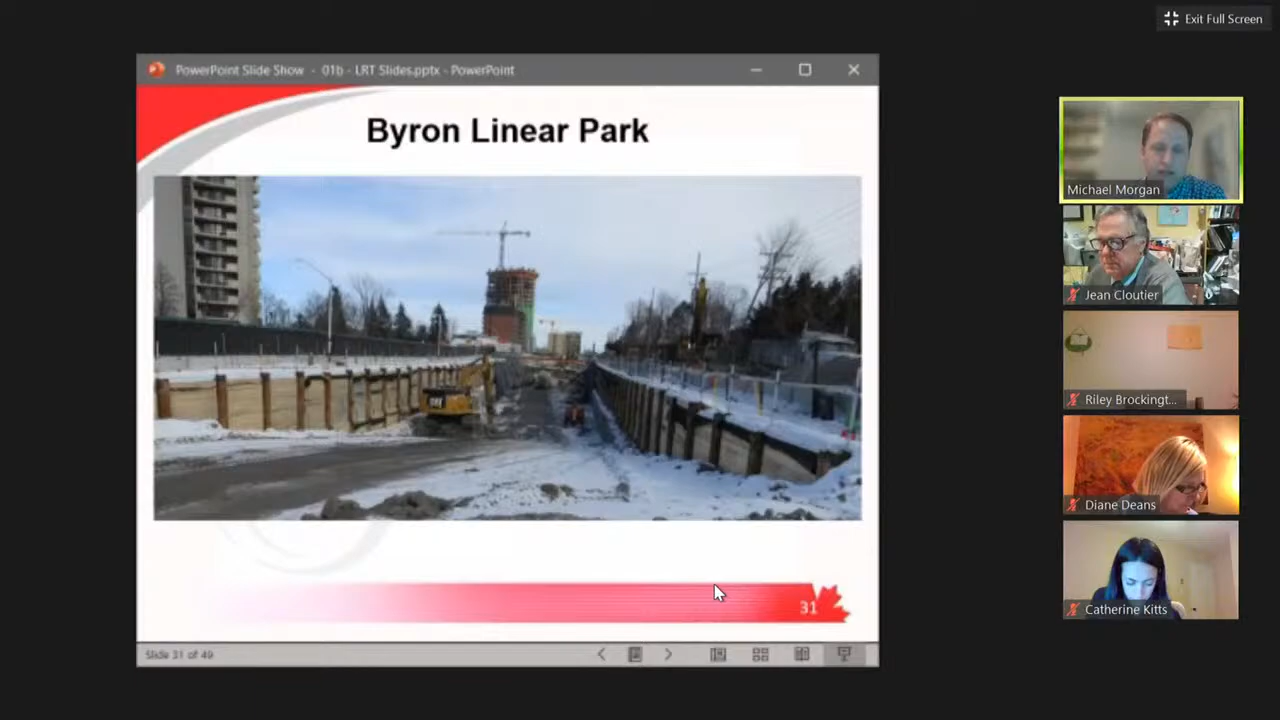 Exit Full Screen
PowerPoint Slide Show - 01b - LRT Slides.pptx - PowerPoint
Byron Linear Park
CAT
31
Slide 31 of 49
Michael Morgan
Jean Cloutier
Riley Brockingt...
Diane Deans
Catherine Kitts